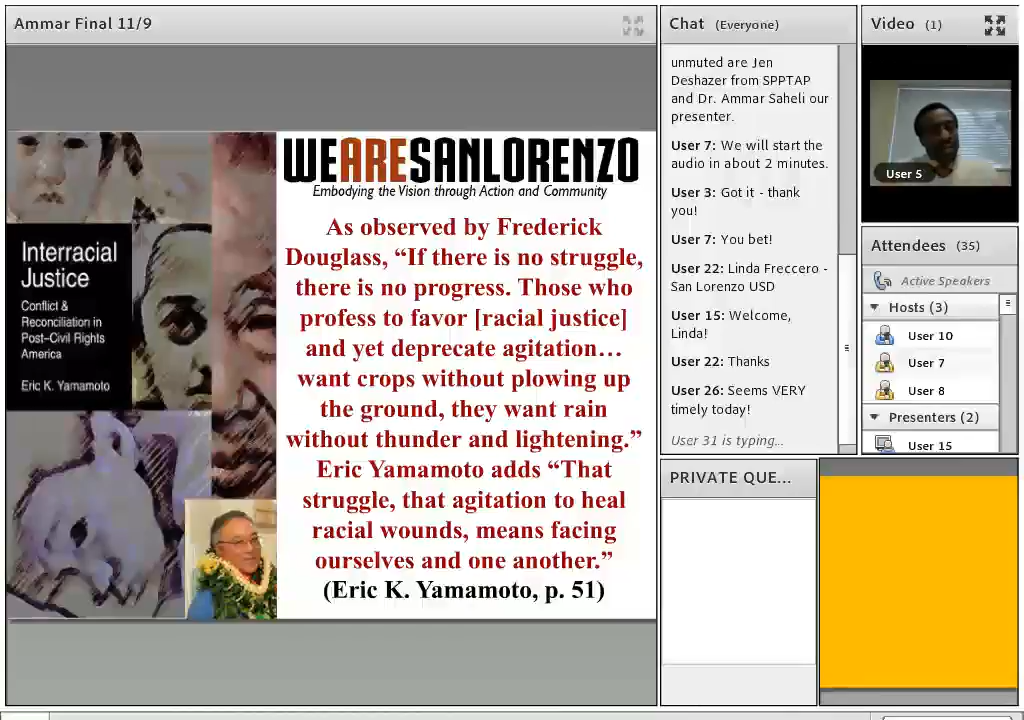 Ammar Final 11/9
Interracial
Justice
Conflict &
Reconciliation in
Post-Civil Rights
America
Eric K. Yamamoto
WEARESANLORENZO
Embodying the Vision through Action and Community
As observed by Frederick
Douglass, “If there is no struggle,
there is no progress. Those who
profess to favor [racial justice]
and yet deprecate agitation…
want crops without plowing up
the ground, they want rain
without thunder and lightening.”
Eric Yamamoto adds “That
struggle, that agitation to heal
racial wounds, means facing
ourselves and one another.”
(Eric K. Yamamoto, p. 51)
Chat (Everyone)
unmuted are Jen
Deshazer from SPPTAP
and Dr. Ammar Saheli our
presenter.
User 7: We will start the
audio in about 2 minutes.
User 3: Got it - thank
you!
User 7: You bet!
User 22: Linda Freccero -
San Lorenzo USD
User 15: Welcome,
Linda!
User 22: Thanks
User 26: Seems VERY
timely today!
User 31 is typing...
PRIVATE QUE...
Video (1)
User 5
Attendees (35)
Active Speakers
Hosts (3)
User 10
User 7
User 8
Presenters (2)
User 15